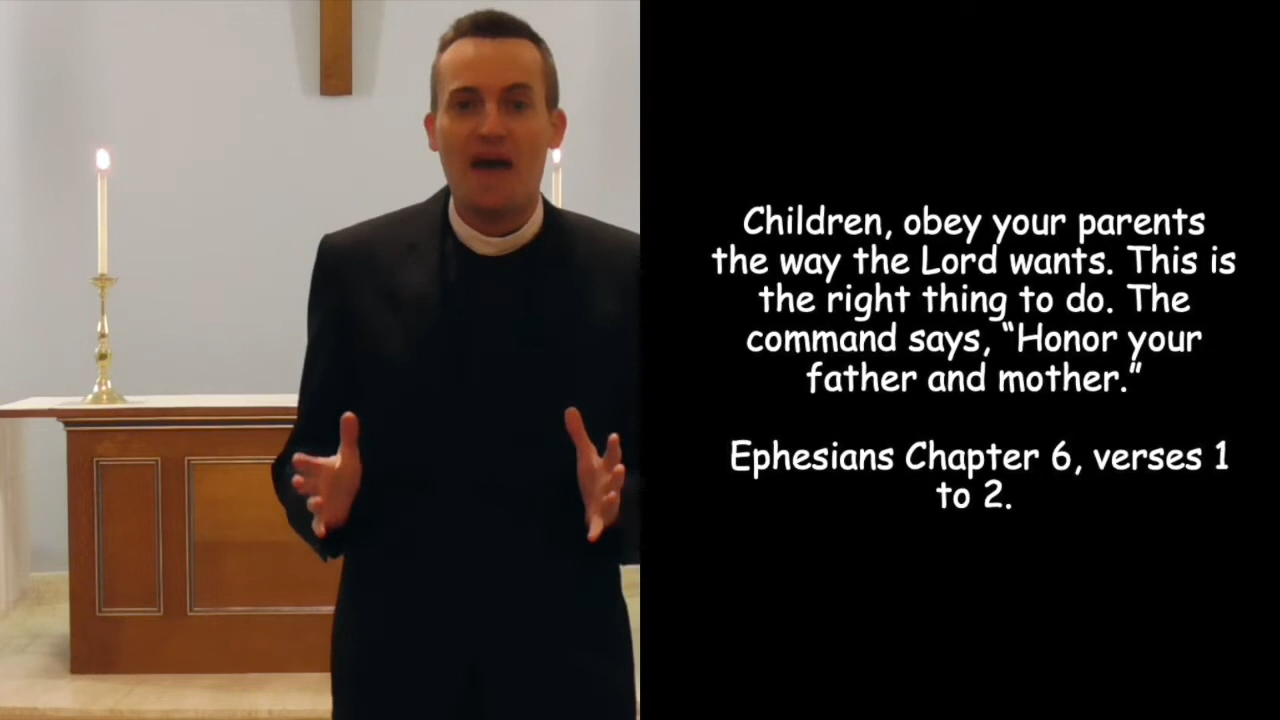 Children, obey your parents
the way the Lord wants. This is
the right thing to do. The
command says, “Honor your
father and mother.”
Ephesians Chapter 6, verses 1
to 2.